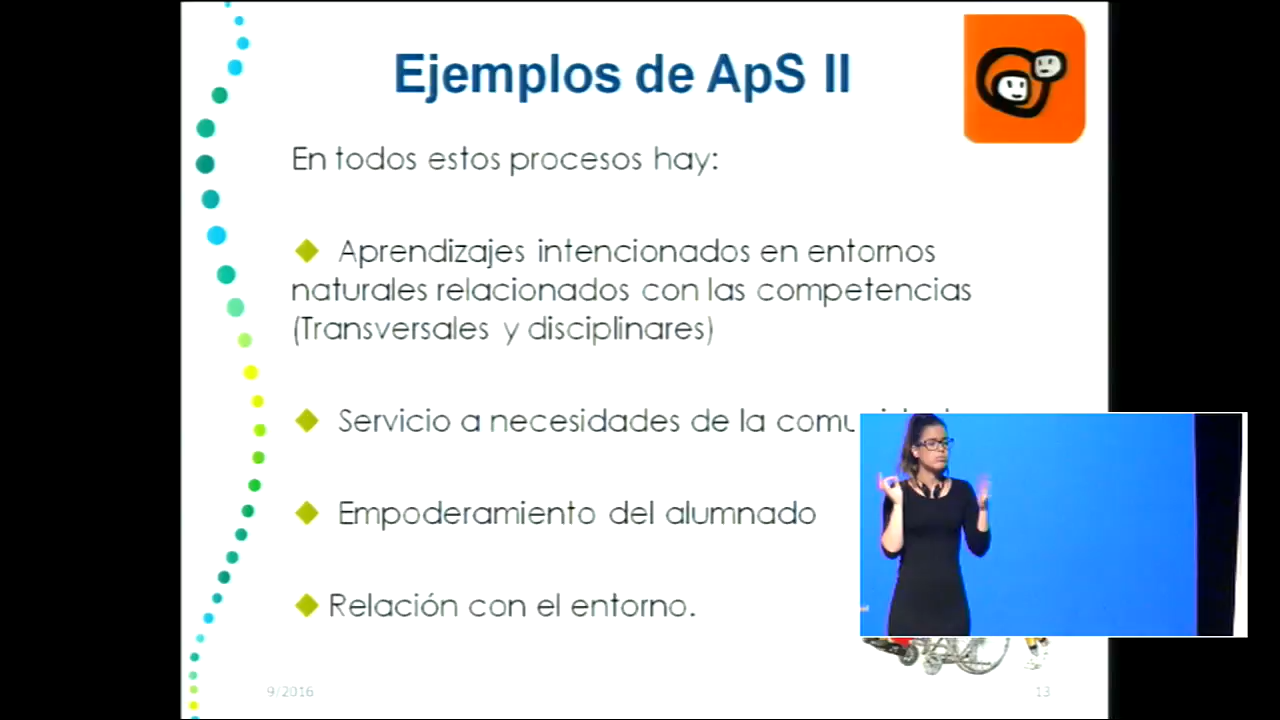 Ejemplos de ApS II
En todos estos procesos hay:
Aprendizajes intencionados en entornos
naturales relacionados con las competencias
(Transversales y disciplinares)
Servicio a necesidades de la
Empoderamiento del alumnado
Relación con el entorno.
9/2016
13